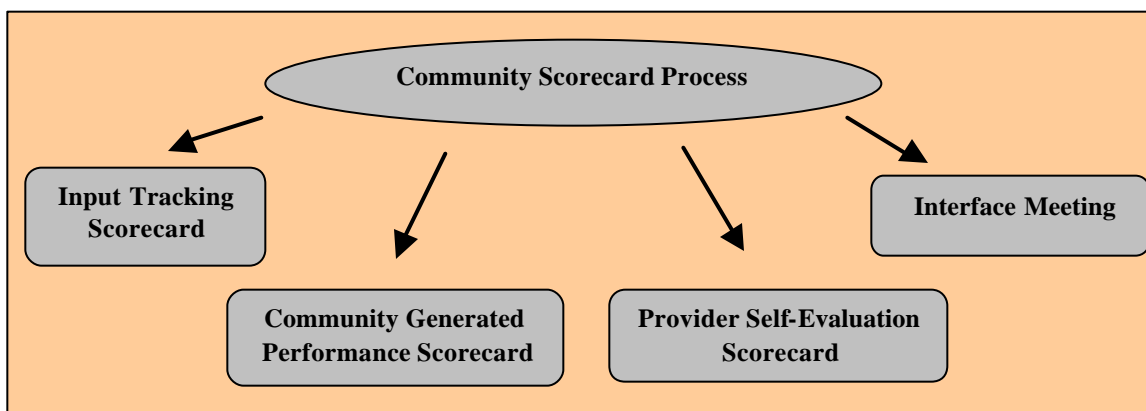 Community Scorecard Process
Input Tracking
Scorecard
Interface Meeting
Community Generated
Performance Scorecard
Provider Self-Evaluation
Scorecard